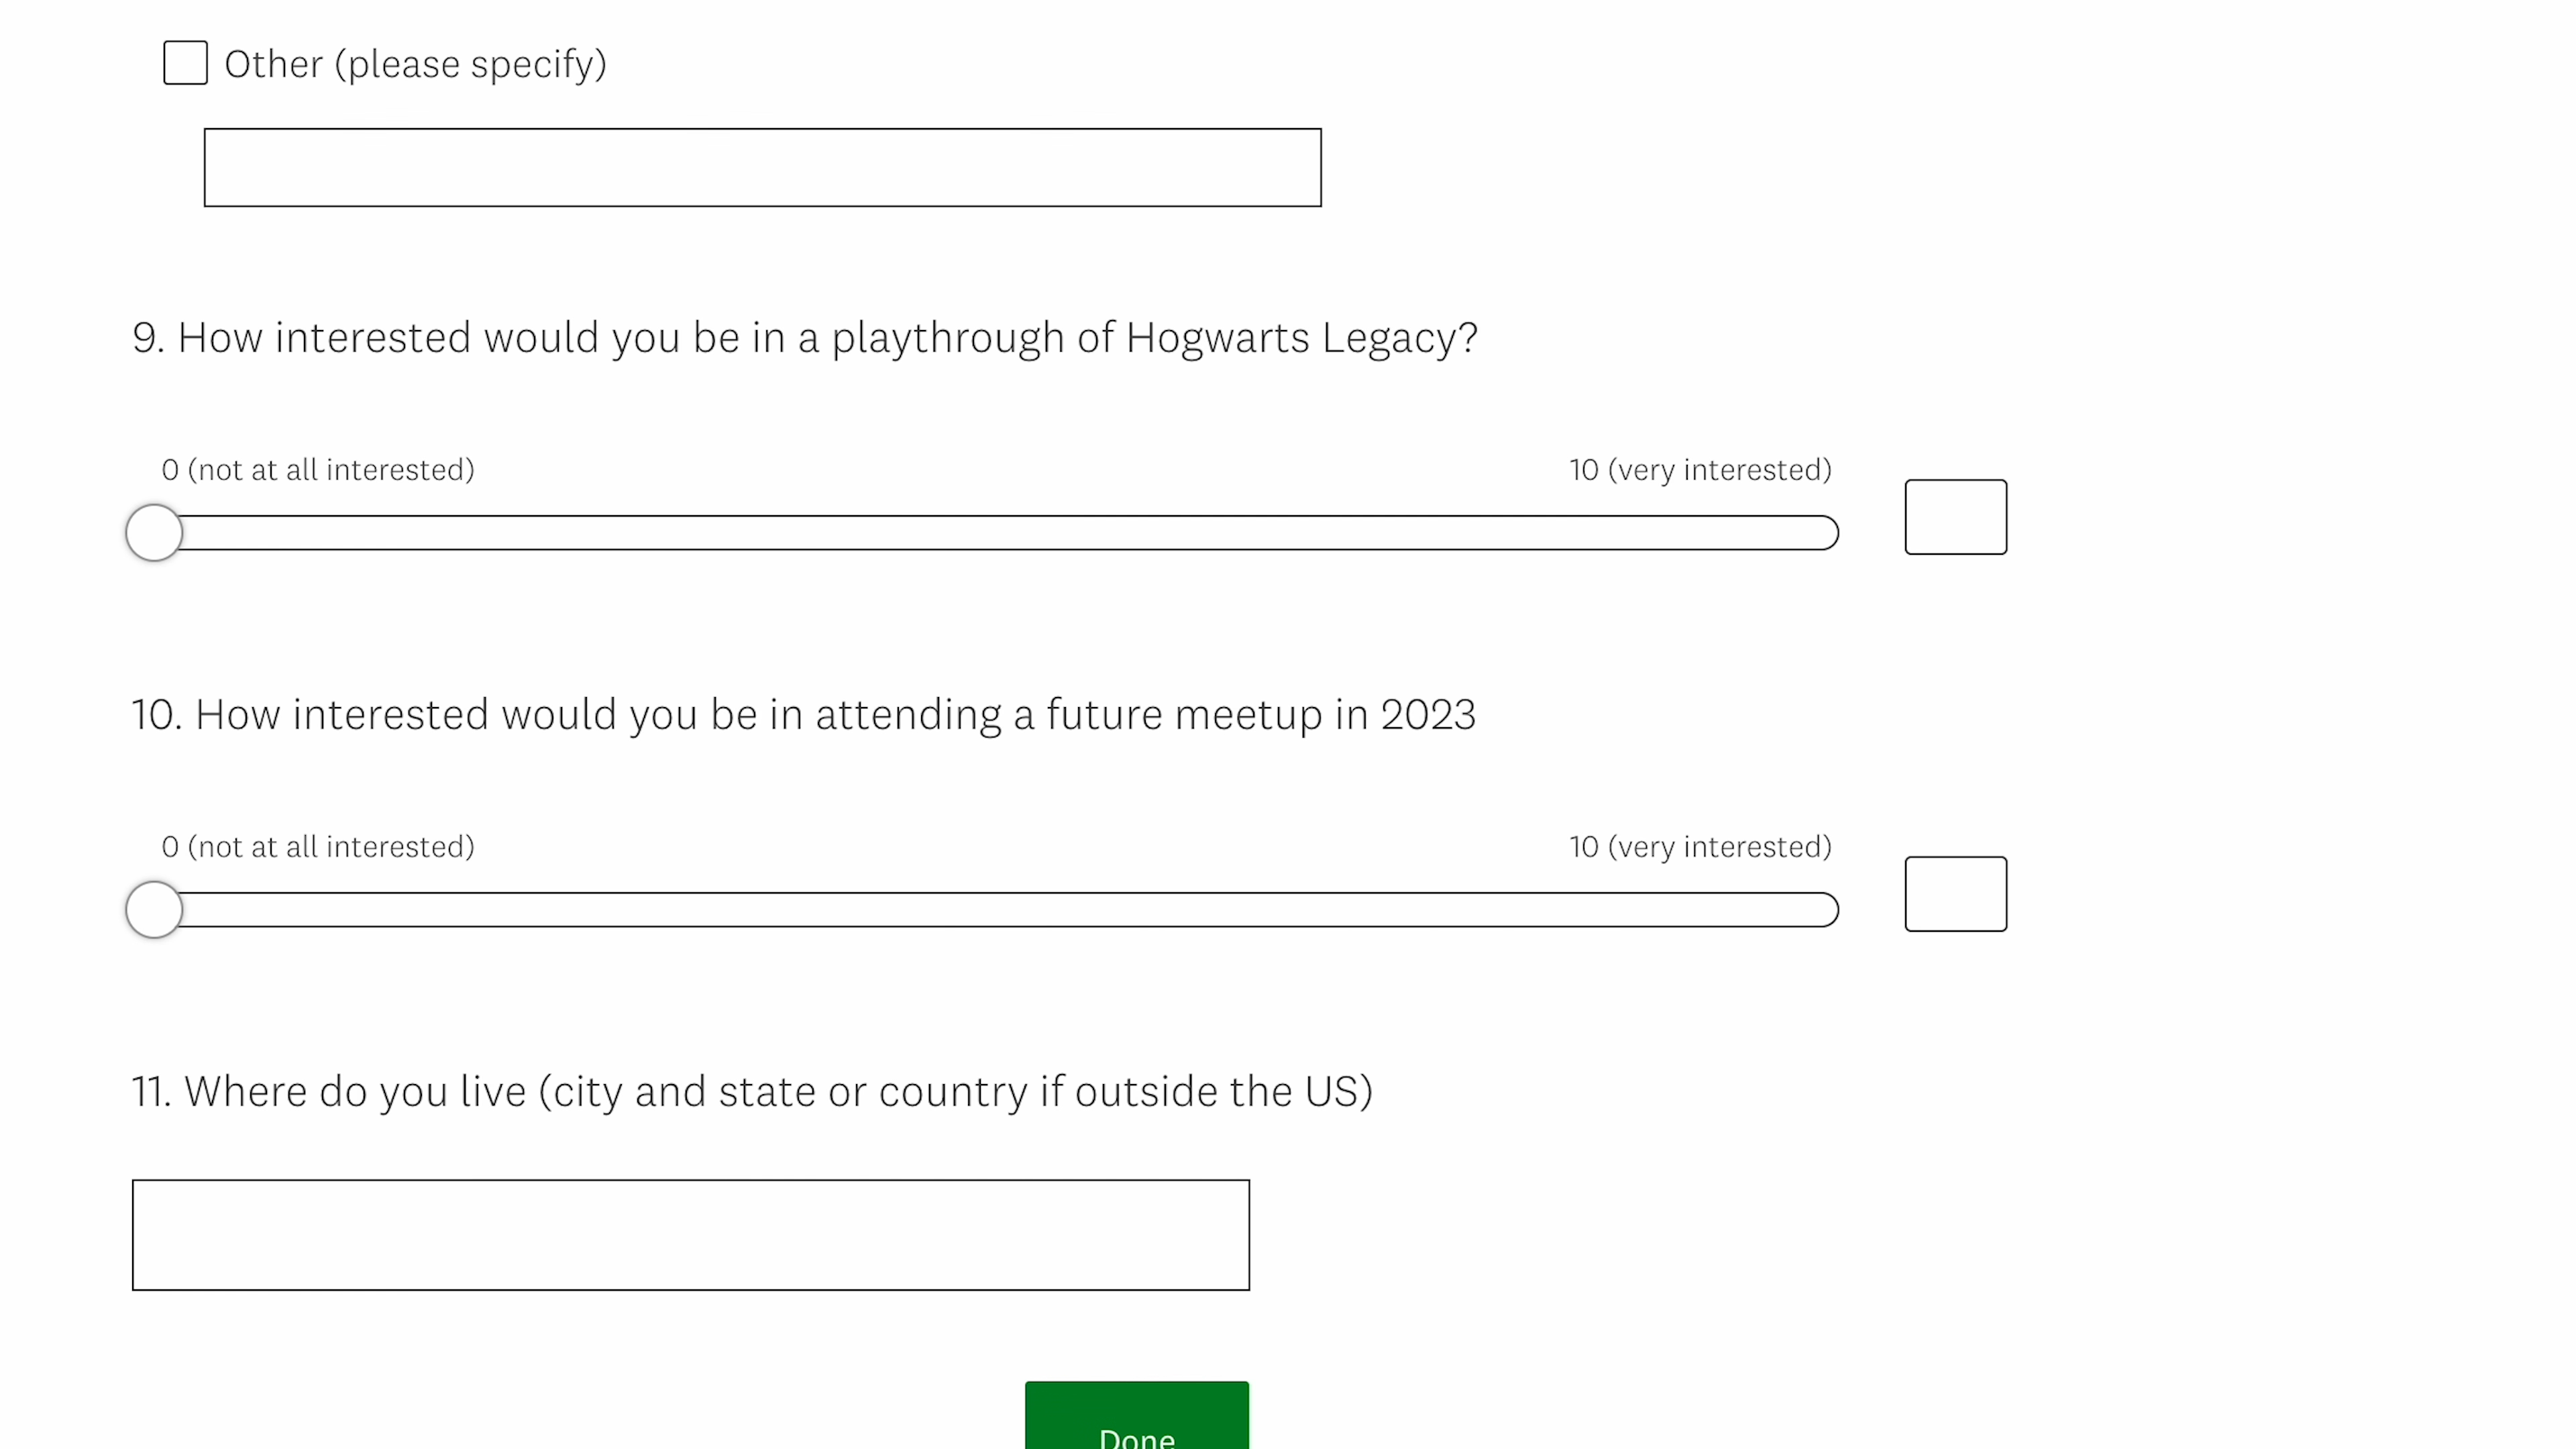 Other (please specify)
9. How interested would you be in a playthrough of Hogwarts Legacy?
0 (not at all interested)
10 (very interested)
10. How interested would you be in attending a future meetup in 2023
0 (not at all interested)
10 (very interested)
11. Where do you live (city and state or country if outside the US)
Done